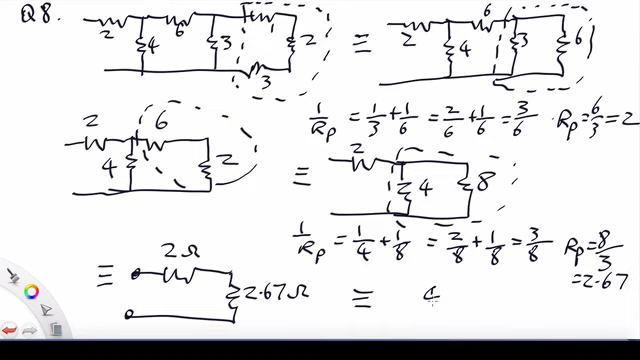 Q8.
2 4 6 3 1 2 3
≡
2 4 6 3 6
1/Rp = 1/3 + 1/6 = 2/6 + 1/6 = 3/6 Rp = 6/3 = 2
2 4 6 2
≡
2 4 8
1/Rp = 1/4 + 1/8 = 2/8 + 1/8 = 3/8 Rp = 8/3
= 2.67
≡ 2Ω 2.67Ω ≡ 4